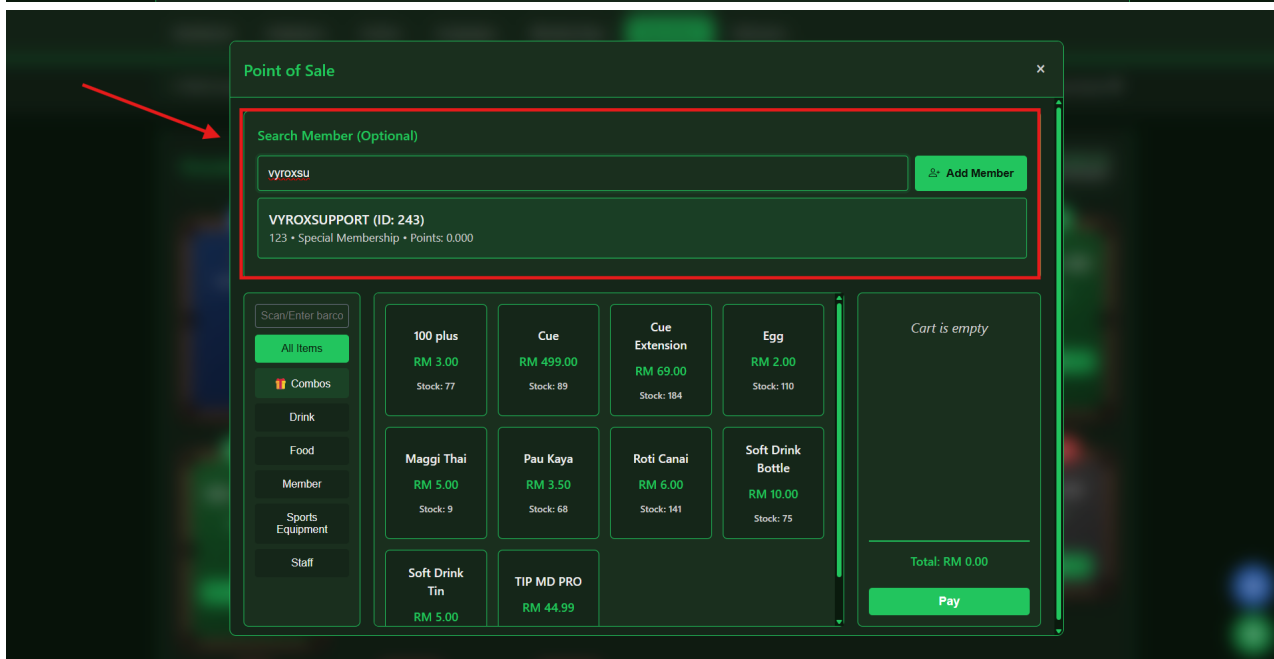 Point of Sale
×
Search Member (Optional)
vyroxsu
Add Member
VYROXSUPPORT (ID: 243)
123 • Special Membership • Points: 0.000
Scan/Enter barco
All Items
Combos
Drink
Food
Member
Sports
Equipment
Staff
100 plus
RM 3.00
Stock: 77
Cue
RM 499.00
Stock: 89
Cue
Extension
RM 69.00
Stock: 184
Egg
RM 2.00
Stock: 110
Maggi Thai
RM 5.00
Stock: 9
Pau Kaya
RM 3.50
Stock: 68
Roti Canai
RM 6.00
Stock: 141
Soft Drink
Bottle
RM 10.00
Stock: 75
Soft Drink
Tin
RM 5.00
TIP MD PRO
RM 44.99
Cart is empty
Total: RM 0.00
Pay